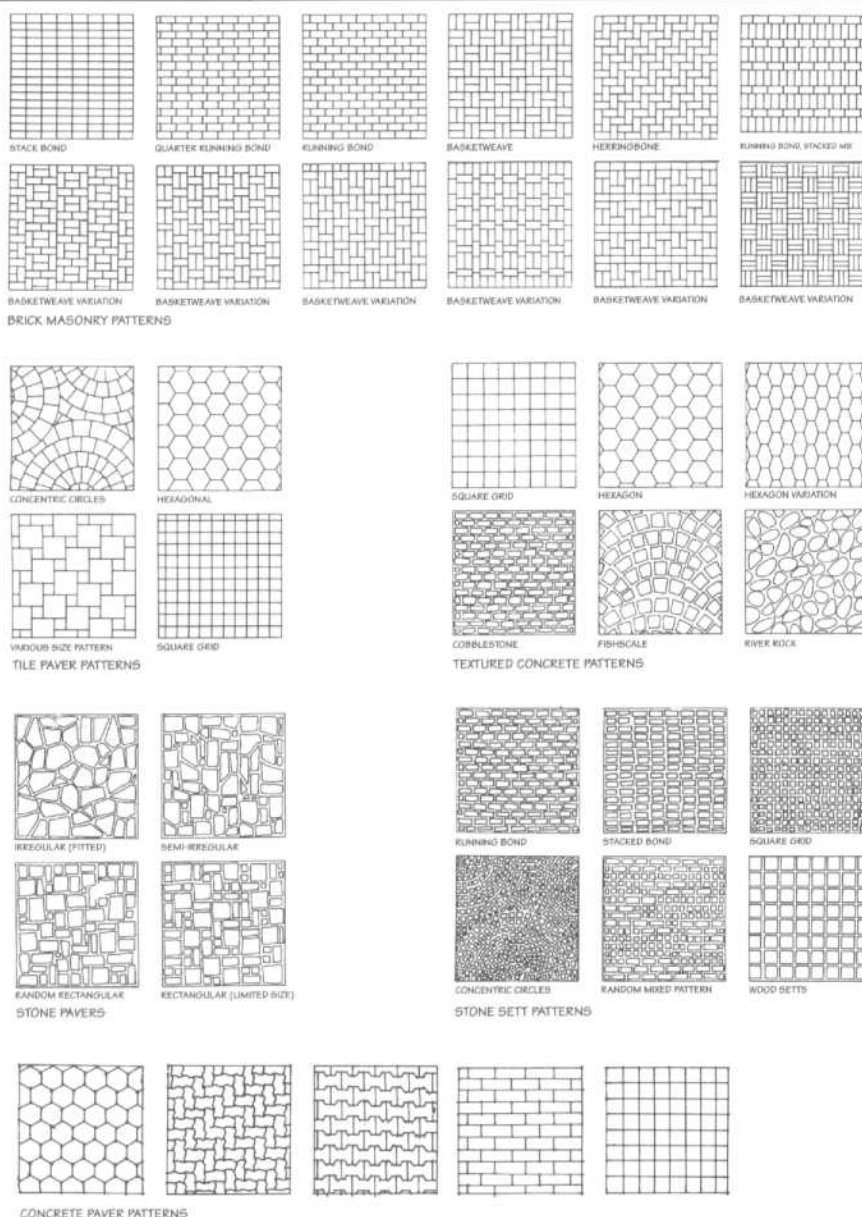 STACK BOND
QUARTER RUNNING BOND
RUNNING BOND
BASKETWEAVE
HERRINGBONE
RUNNING BOND, STACKED MIX
BASKETWEAVE VARIATION
BASKETWEAVE VARIATION
BASKETWEAVE VARIATION
BASKETWEAVE VARIATION
BASKETWEAVE VARIATION
BASKETWEAVE VARIATION
BRICK MASONRY PATTERNS
CONCENTRIC CIRCLES
HEXAGONAL
VARIOUS SIZE PATTERN
SQUARE GRID
TILE PAVER PATTERNS
SQUARE GRID
HEXAGON
HEXAGON VARIATION
COBBLESTONE
FISHSCALE
RIVER ROCK
TEXTURED CONCRETE PATTERNS
IRREGULAR (FITTED)
SEMI-IRREGULAR
RANDOM RECTANGULAR
RECTANGULAR (LIMITED SIZE)
STONE PAVERS
RUNNING BOND
STACKED BOND
SQUARE GRID
CONCENTRIC CIRCLES
RANDOM MIXED PATTERN
WOOD SETTS
STONE SETT PATTERNS
CONCRETE PAVER PATTERNS